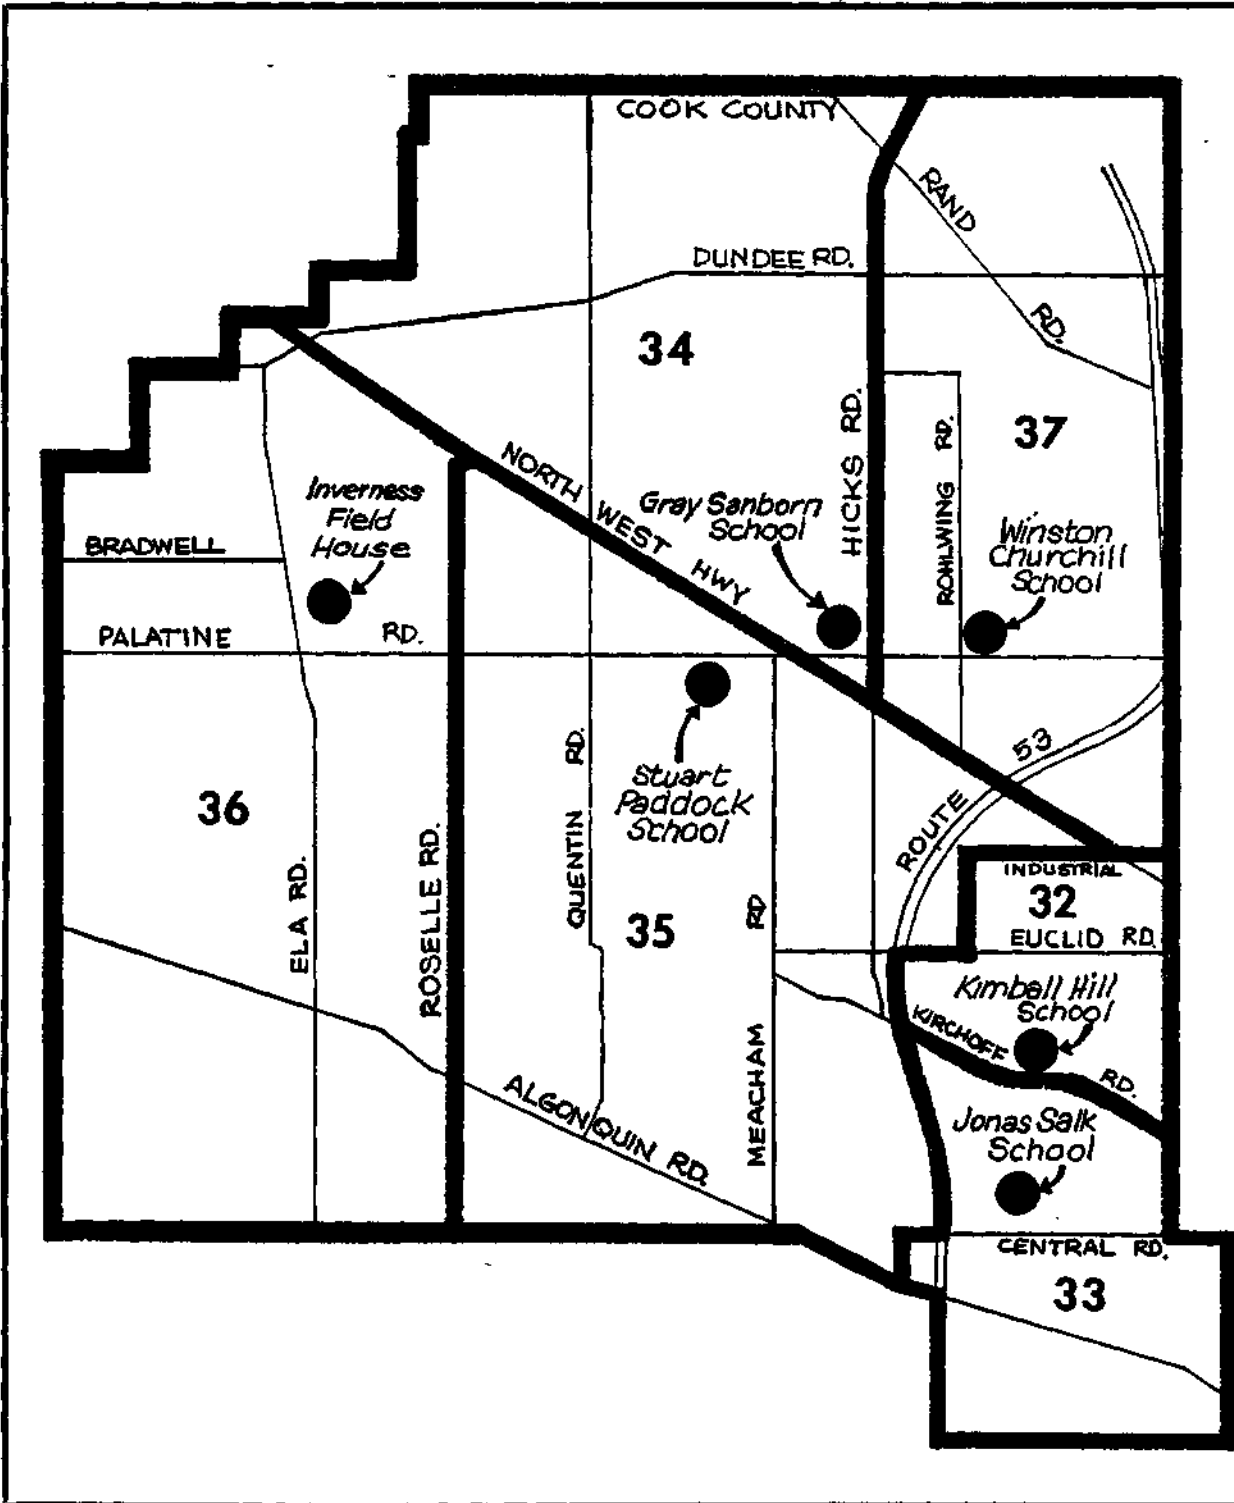 COOK COUNTY
RAND
RD.
DUNDEE RD.
34
37
HICKS RD.
ROHLWING RD.
NORTH WEST HWY
Inverness
Field
House
Gray Sanborn
School
Winston
Churchill
School
BRADWELL
PALATINE RD.
36
ELA RD.
ROSELLE RD.
QUENTIN RD.
Stuart
Paddock
School
35
MEACHAM RD
ROUTE 53
INDUSTRIAL
32
EUCLID RD.
Kimball Hill
School
KIRCHOFF RD.
ALGONQUIN RD.
Jonas Salk
School
CENTRAL RD.
33